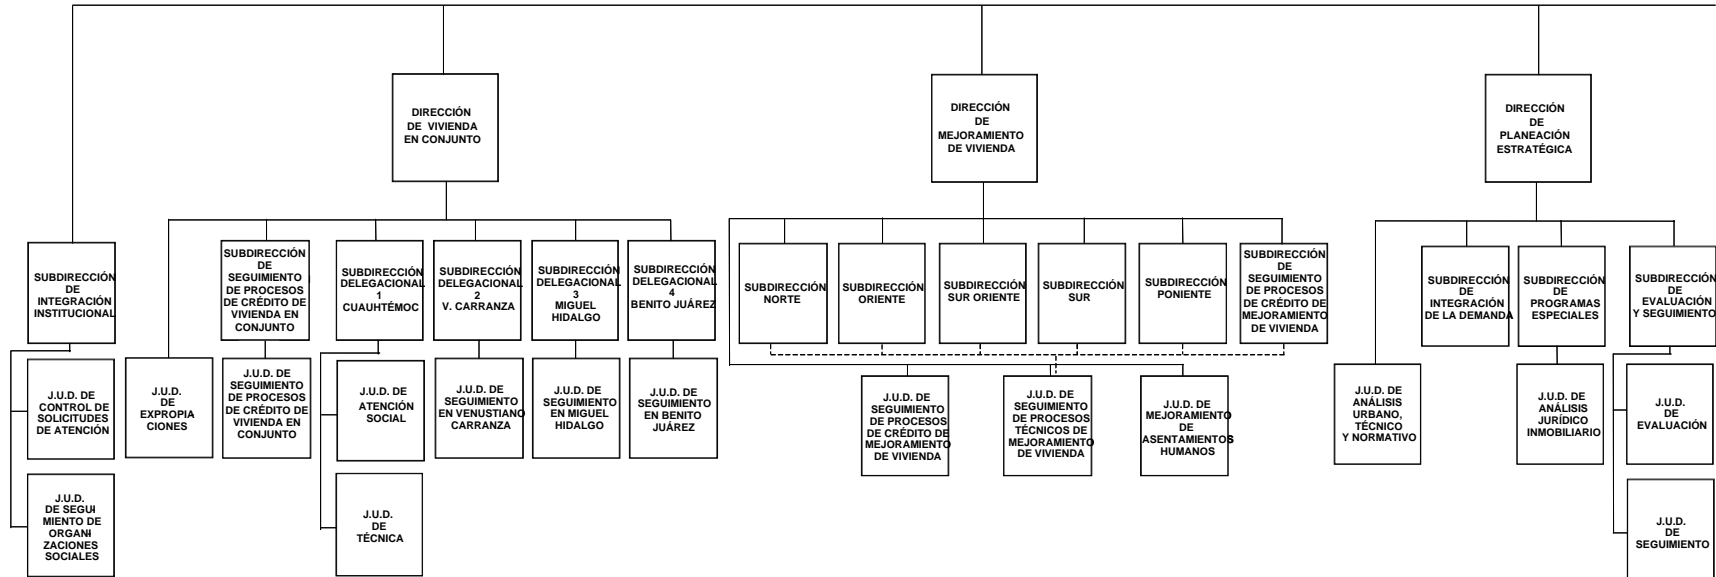 DIRECCIÓN
DE VIVIENDA
EN CONJUNTO
DIRECCIÓN
DE
MEJORAMIENTO
DE VIVIENDA
DIRECCIÓN
DE
PLANEACIÓN
ESTRATÉGICA
SUBDIRECCIÓN
DE
INTEGRACIÓN
INSTITUCIONAL
SUBDIRECCIÓN
DE
SEGUIMIENTO
DE PROCESOS
DE CRÉDITO DE
VIVIENDA EN
CONJUNTO
SUBDIRECCIÓN
DELEGACIONAL
1
CUAUHTÉMOC
SUBDIRECCIÓN
DELEGACIONAL
2
V. CARRANZA
SUBDIRECCIÓN
DELEGACIONAL
3
MIGUEL
HIDALGO
SUBDIRECCIÓN
DELEGACIONAL
4
BENITO JUÁREZ
SUBDIRECCIÓN
NORTE
SUBDIRECCIÓN
ORIENTE
SUBDIRECCIÓN
SUR ORIENTE
SUBDIRECCIÓN
SUR
SUBDIRECCIÓN
PONIENTE
SUBDIRECCIÓN
DE
SEGUIMIENTO
DE PROCESOS
DE CRÉDITO DE
MEJORAMIENTO
DE VIVIENDA
SUBDIRECCIÓN
DE
INTEGRACIÓN
DE LA DEMANDA
SUBDIRECCIÓN
DE
PROGRAMAS
ESPECIALES
SUBDIRECCIÓN
DE
EVALUACIÓN
Y SEGUIMIENTO
J.U.D. DE
CONTROL DE
SOLICITUDES
DE ATENCIÓN
J.U.D.
DE
EXPROPIA
CIONES
J.U.D. DE
SEGUIMIENTO
DE PROCESOS
DE CRÉDITO DE
VIVIENDA EN
CONJUNTO
J.U.D. DE
ATENCIÓN
SOCIAL
J.U.D. DE
SEGUIMIENTO
EN VENUSTIANO
CARRANZA
J.U.D. DE
SEGUIMIENTO
EN MIGUEL
HIDALGO
J.U.D. DE
SEGUIMIENTO
EN BENITO
JUÁREZ
J.U.D. DE
SEGUIMIENTO
DE PROCESOS
DE CRÉDITO DE
MEJORAMIENTO
DE VIVIENDA
J.U.D. DE
SEGUIMIENTO
DE PROCESOS
TÉCNICOS DE
MEJORAMIENTO
DE VIVIENDA
J.U.D. DE
MEJORAMIENTO
DE
ASENTAMIENTOS
HUMANOS
J.U.D. DE
ANÁLISIS
URBANO,
TÉCNICO
Y NORMATIVO
J.U.D. DE
ANÁLISIS
JURÍDICO
INMOBILIARIO
J.U.D.
DE
EVALUACIÓN
J.U.D.
DE SEGUI
MIENTO DE
ORGANI
ZACIONES
SOCIALES
J.U.D.
DE
TÉCNICA
J.U.D.
DE
SEGUIMIENTO